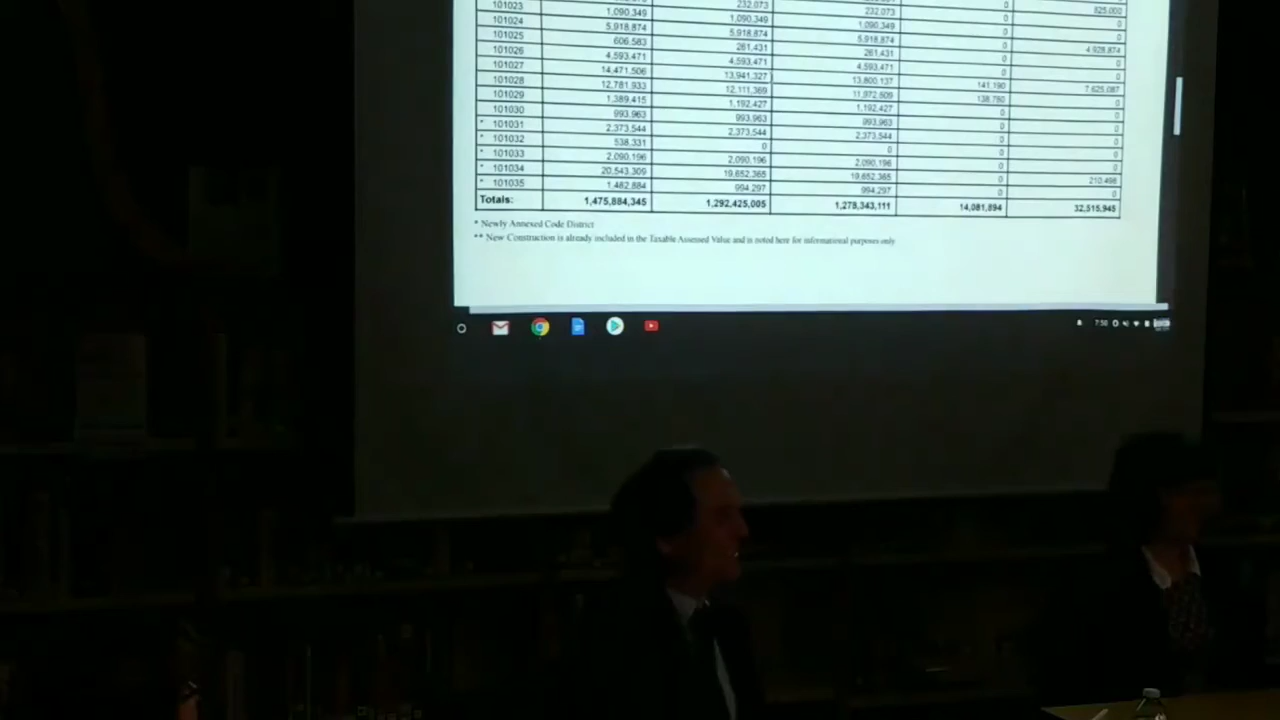 101023 232,073 232,073 0 825,000
101024 1,090,349 1,090,349 1,090,349 0 0
101025 5,918,874 5,918,874 5,918,874 0 0
101026 606,583 261,431 261,431 0 4,928,874
101027 4,593,471 4,593,471 4,593,471 0 0
101028 14,471,506 13,941,327 13,800,137 141,190 0
101029 12,781,933 12,111,369 11,972,609 138,760 7,625,087
101030 1,389,415 1,192,427 1,192,427 0 0
* 101031 993,963 993,963 993,963 0 0
* 101032 2,373,544 2,373,544 2,373,544 0 0
* 101033 538,331 0 0 0 0
* 101034 2,090,196 2,090,196 2,090,196 0 0
* 101035 20,543,309 19,652,365 19,652,365 0 210,498
1,482,884 994,297 994,297 0 0
Totals: 1,475,884,345 1,292,425,005 1,278,343,111 14,081,894 32,515,945
* Newly Annexed Code District
** New Construction is already included in the Taxable Assessed Value and is noted here for informational purposes only
7:50